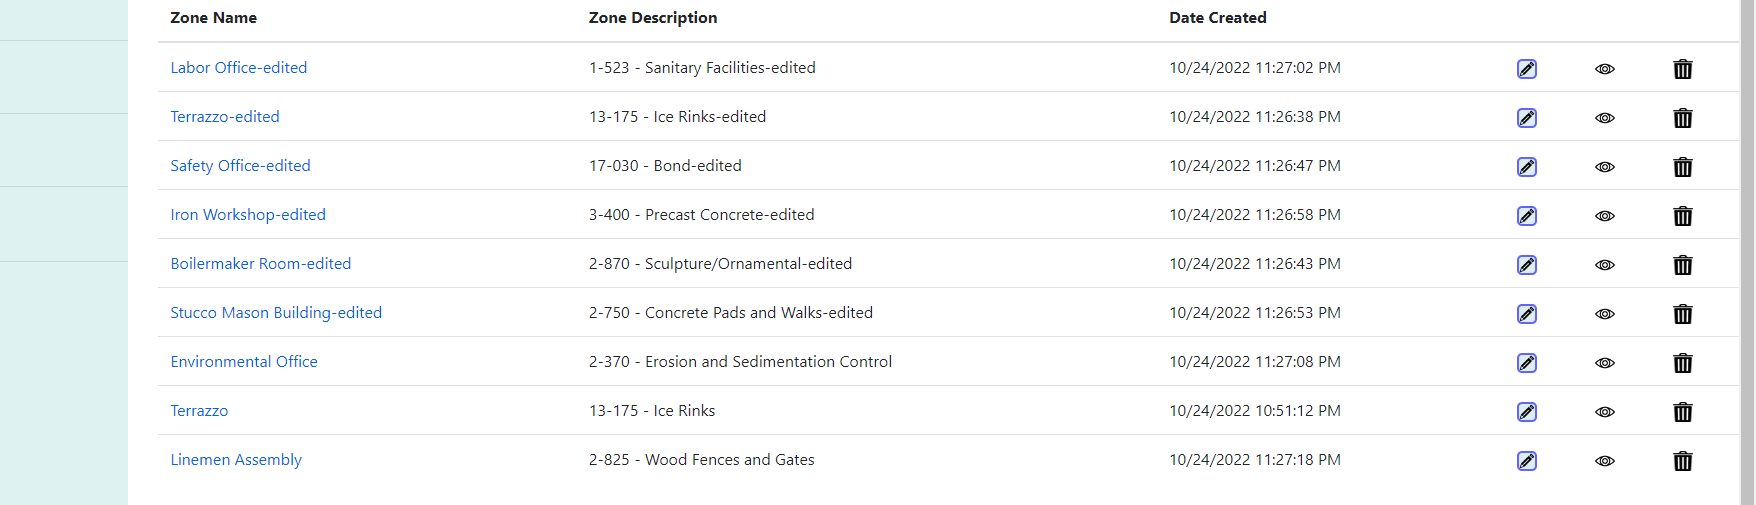 Zone Name Zone Description Date Created
Labor Office-edited 1-523 - Sanitary Facilities-edited 10/24/2022 11:27:02 PM
Terrazzo-edited 13-175 - Ice Rinks-edited 10/24/2022 11:26:38 PM
Safety Office-edited 17-030 - Bond-edited 10/24/2022 11:26:47 PM
Iron Workshop-edited 3-400 - Precast Concrete-edited 10/24/2022 11:26:58 PM
Boilermaker Room-edited 2-870 - Sculpture/Ornamental-edited 10/24/2022 11:26:43 PM
Stucco Mason Building-edited 2-750 - Concrete Pads and Walks-edited 10/24/2022 11:26:53 PM
Environmental Office 2-370 - Erosion and Sedimentation Control 10/24/2022 11:27:08 PM
Terrazzo 13-175 - Ice Rinks 10/24/2022 10:51:12 PM
Linemen Assembly 2-825 - Wood Fences and Gates 10/24/2022 11:27:18 PM